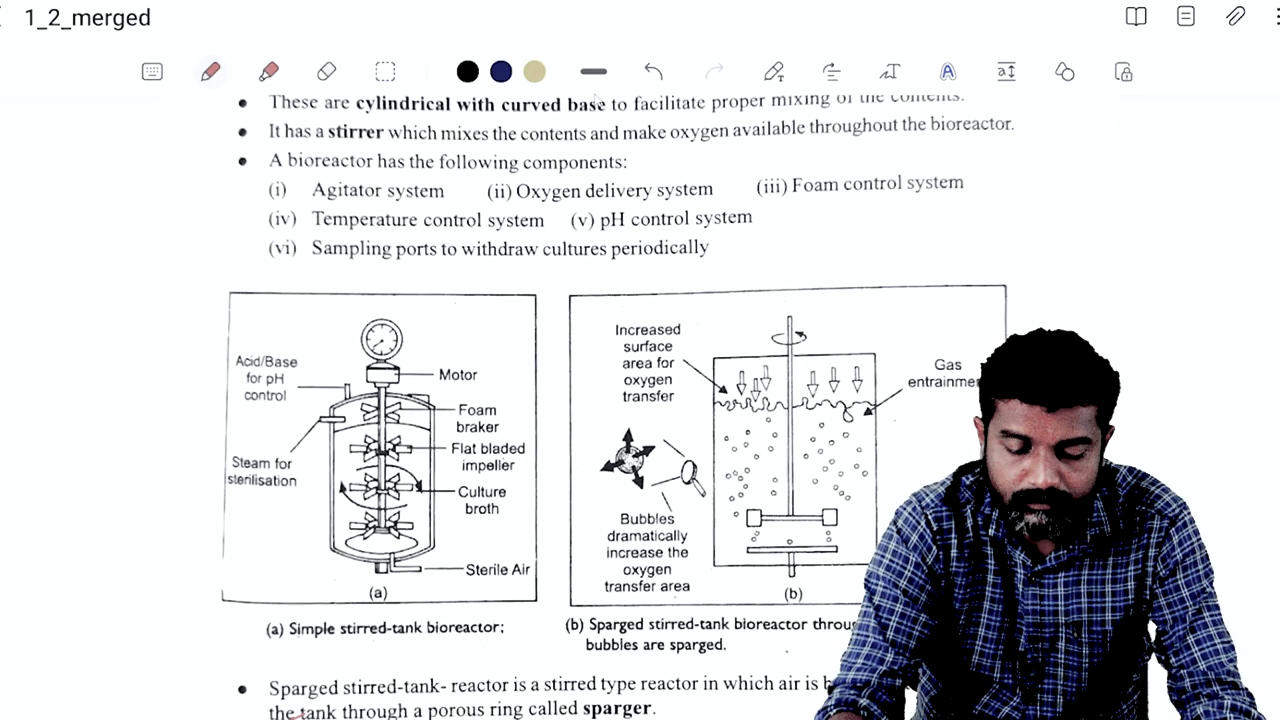 1_2_merged
These are cylindrical with curved base to facilitate proper mixing of the contents.
It has a stirrer which mixes the contents and make oxygen available throughout the bioreactor.
A bioreactor has the following components:
(i) Agitator system (ii) Oxygen delivery system (iii) Foam control system
(iv) Temperature control system (v) pH control system
(vi) Sampling ports to withdraw cultures periodically
Acid/Base
for pH
control
Motor
Foam
braker
Flat bladed
impeller
Steam for
sterilisation
Culture
broth
Sterile Air
(a)
Increased
surface
area for
oxygen
transfer
Gas
Bubbles
dramatically
increase the
oxygen
transfer area
(b)
(a) Simple stirred-tank bioreactor;
(b) Sparged stirred-tank bioreactor
bubbles are sparged.
Sparged stirred-tank- reactor is a stirred type reactor in which air is
the tank through a porous ring called sparger.